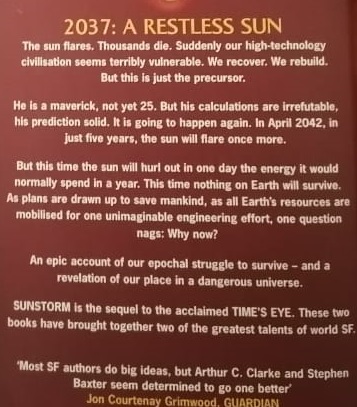 2037: A RESTLESS SUN
The sun flares. Thousands die. Suddenly our high-technology
civilisation seems terribly vulnerable. We recover. We rebuild.
But this is just the precursor.
He is a maverick, not yet 25. But his calculations are irrefutable,
his prediction solid. It is going to happen again. In April 2042, in
just five years, the sun will flare once more.
But this time the sun will hurl out in one day the energy it would
normally spend in a year. This time nothing on Earth will survive.
As plans are drawn up to save mankind, as all Earth's resources are
mobilised for one unimaginable engineering effort, one question
nags: Why now?
An epic account of our epochal struggle to survive – and a
revelation of our place in a dangerous universe.
SUNSTORM is the sequel to the acclaimed TIME'S EYE. These two
books have brought together two of the greatest talents of world SF.
'Most SF authors do big ideas, but Arthur C. Clarke and Stephen
Baxter seem determined to go one better'
Jon Courtenay Grimwood, GUARDIAN